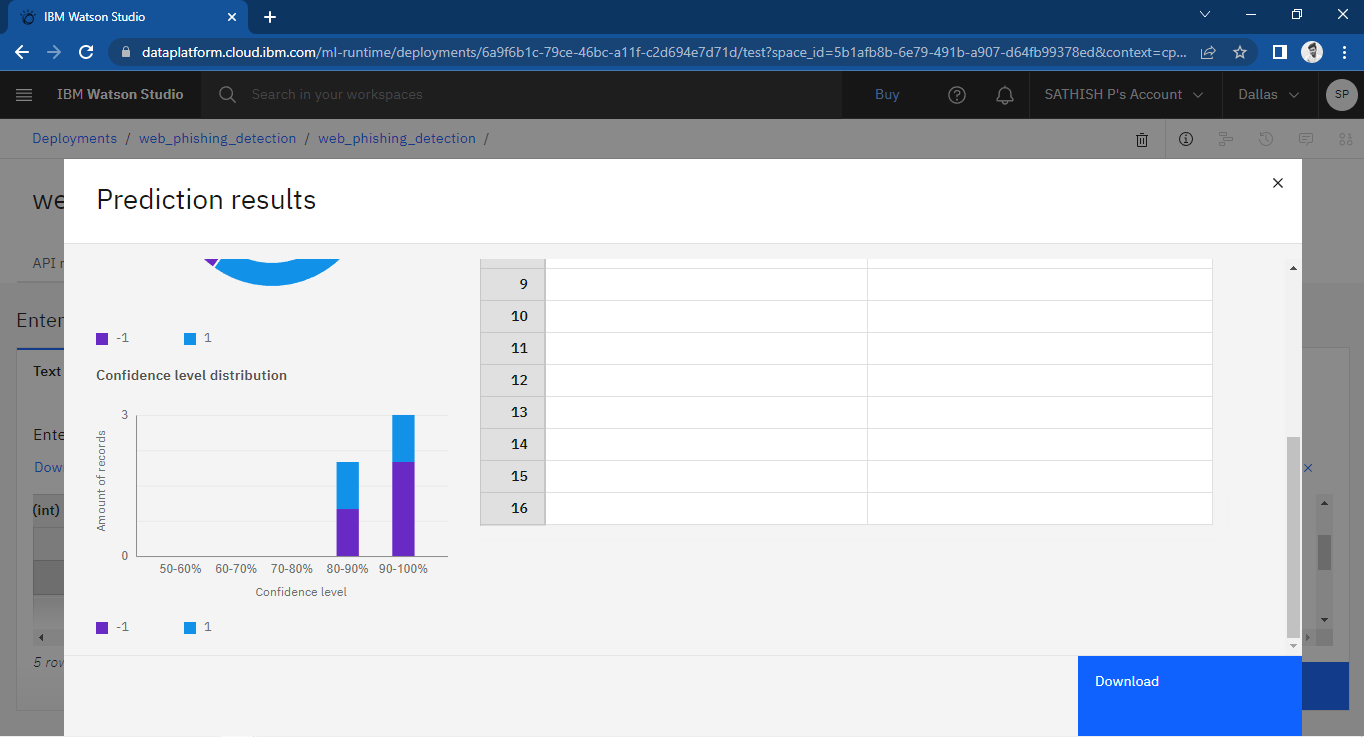 IBM Watson Studio
dataplatform.cloud.ibm.com/ml-runtime/deployments/6a9f6b1c-79ce-46bc-a11f-c2d694e7d71d/test?space_id=5b1afb8b-6e79-491b-a907-d64fb99378ed&context=cp...
IBM Watson Studio
Search in your workspaces
Buy
SATHISH P's Account
Dallas
SP
Deployments / web_phishing_detection / web_phishing_detection /
we
Prediction results
API r
Enter
Text
Ente
Dow
(int)
5 row
-1
1
Confidence level distribution
3
Amount of records
0
50-60% 60-70% 70-80% 80-90% 90-100%
Confidence level
-1
1
9
10
11
12
13
14
15
16
Download